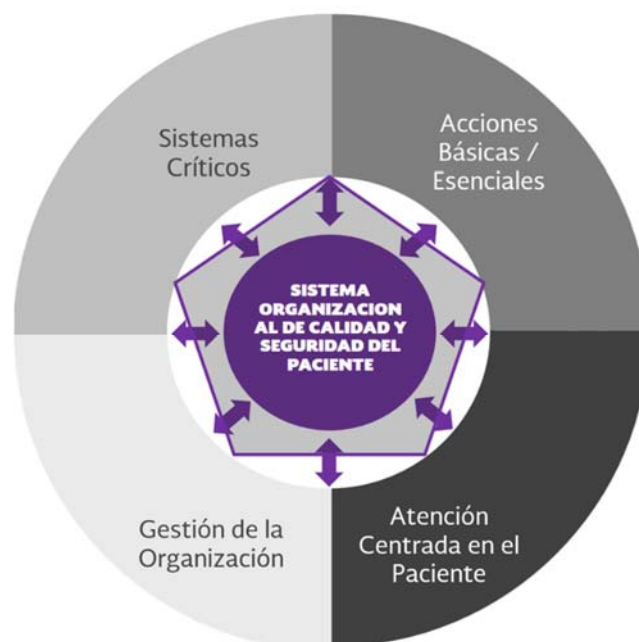 Sistemas
Críticos
Acciones
Básicas /
Esenciales
SISTEMA
ORGANIZACION
AL DE CALIDAD Y
SEGURIDAD DEL
PACIENTE
Gestión de la
Organización
Atención
Centrada en el
Paciente